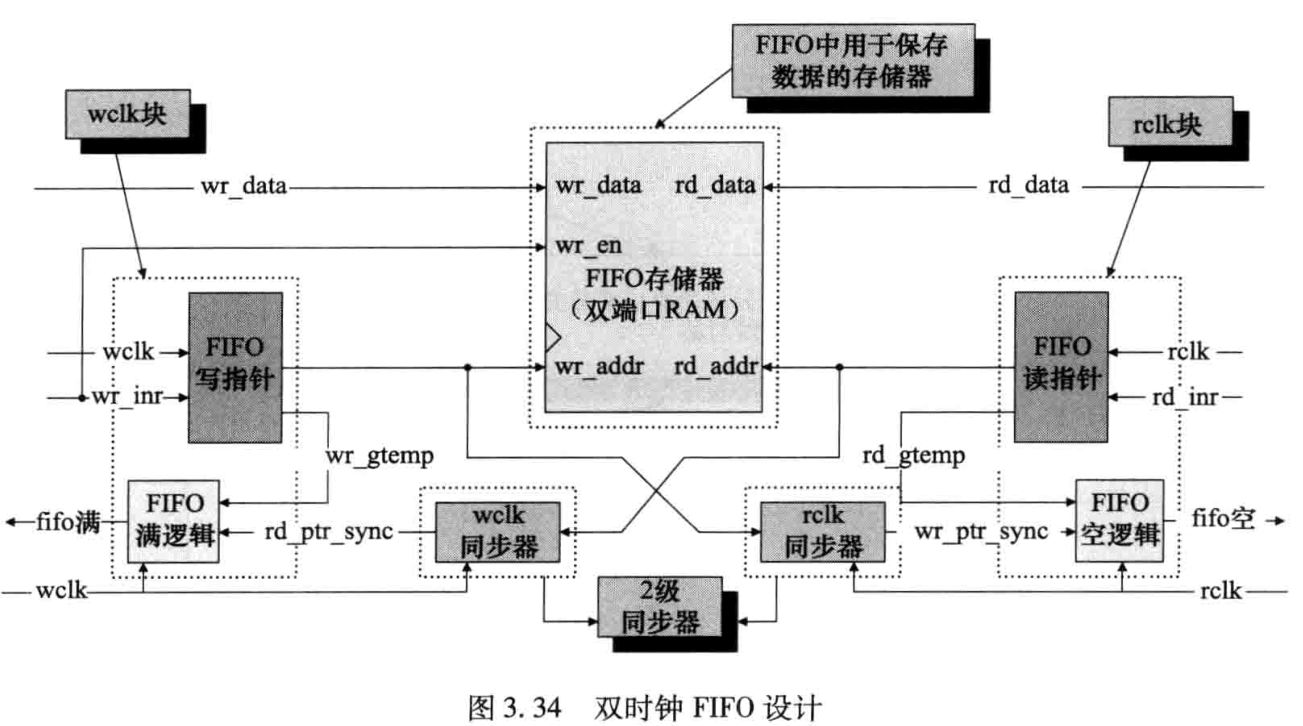 FIFO中用于保存
数据的存储器
wclk块
rclk块
wr_data
wr_data
rd_data
rd_data
wr_en
FIFO存储器
（双端口RAM）
wclk
FIFO
写指针
wr_addr
rd_addr
FIFO
读指针
rclk
wr_inr
rd_inr
wr_gtemp
rd_gtemp
fifo满
FIFO
满逻辑
rd_ptr_sync
wclk
同步器
rclk
同步器
wr_ptr_sync
FIFO
空逻辑
fifo空
wclk
2级
同步器
rclk
图 3. 34 双时钟 FIFO 设计